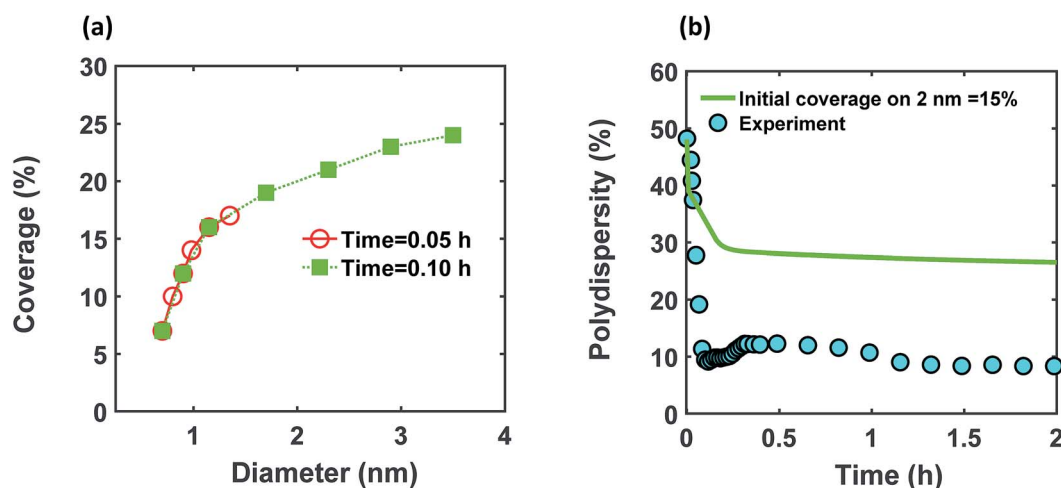 (a)
30
25
20
15
10
5
0
Coverage (%)
Time=0.05 h
Time=0.10 h
1
2
3
4
Diameter (nm)
(b)
60
50
40
30
20
10
0
Polydispersity (%)
Initial coverage on 2 nm =15%
Experiment
0
0.5
1
1.5
2
Time (h)